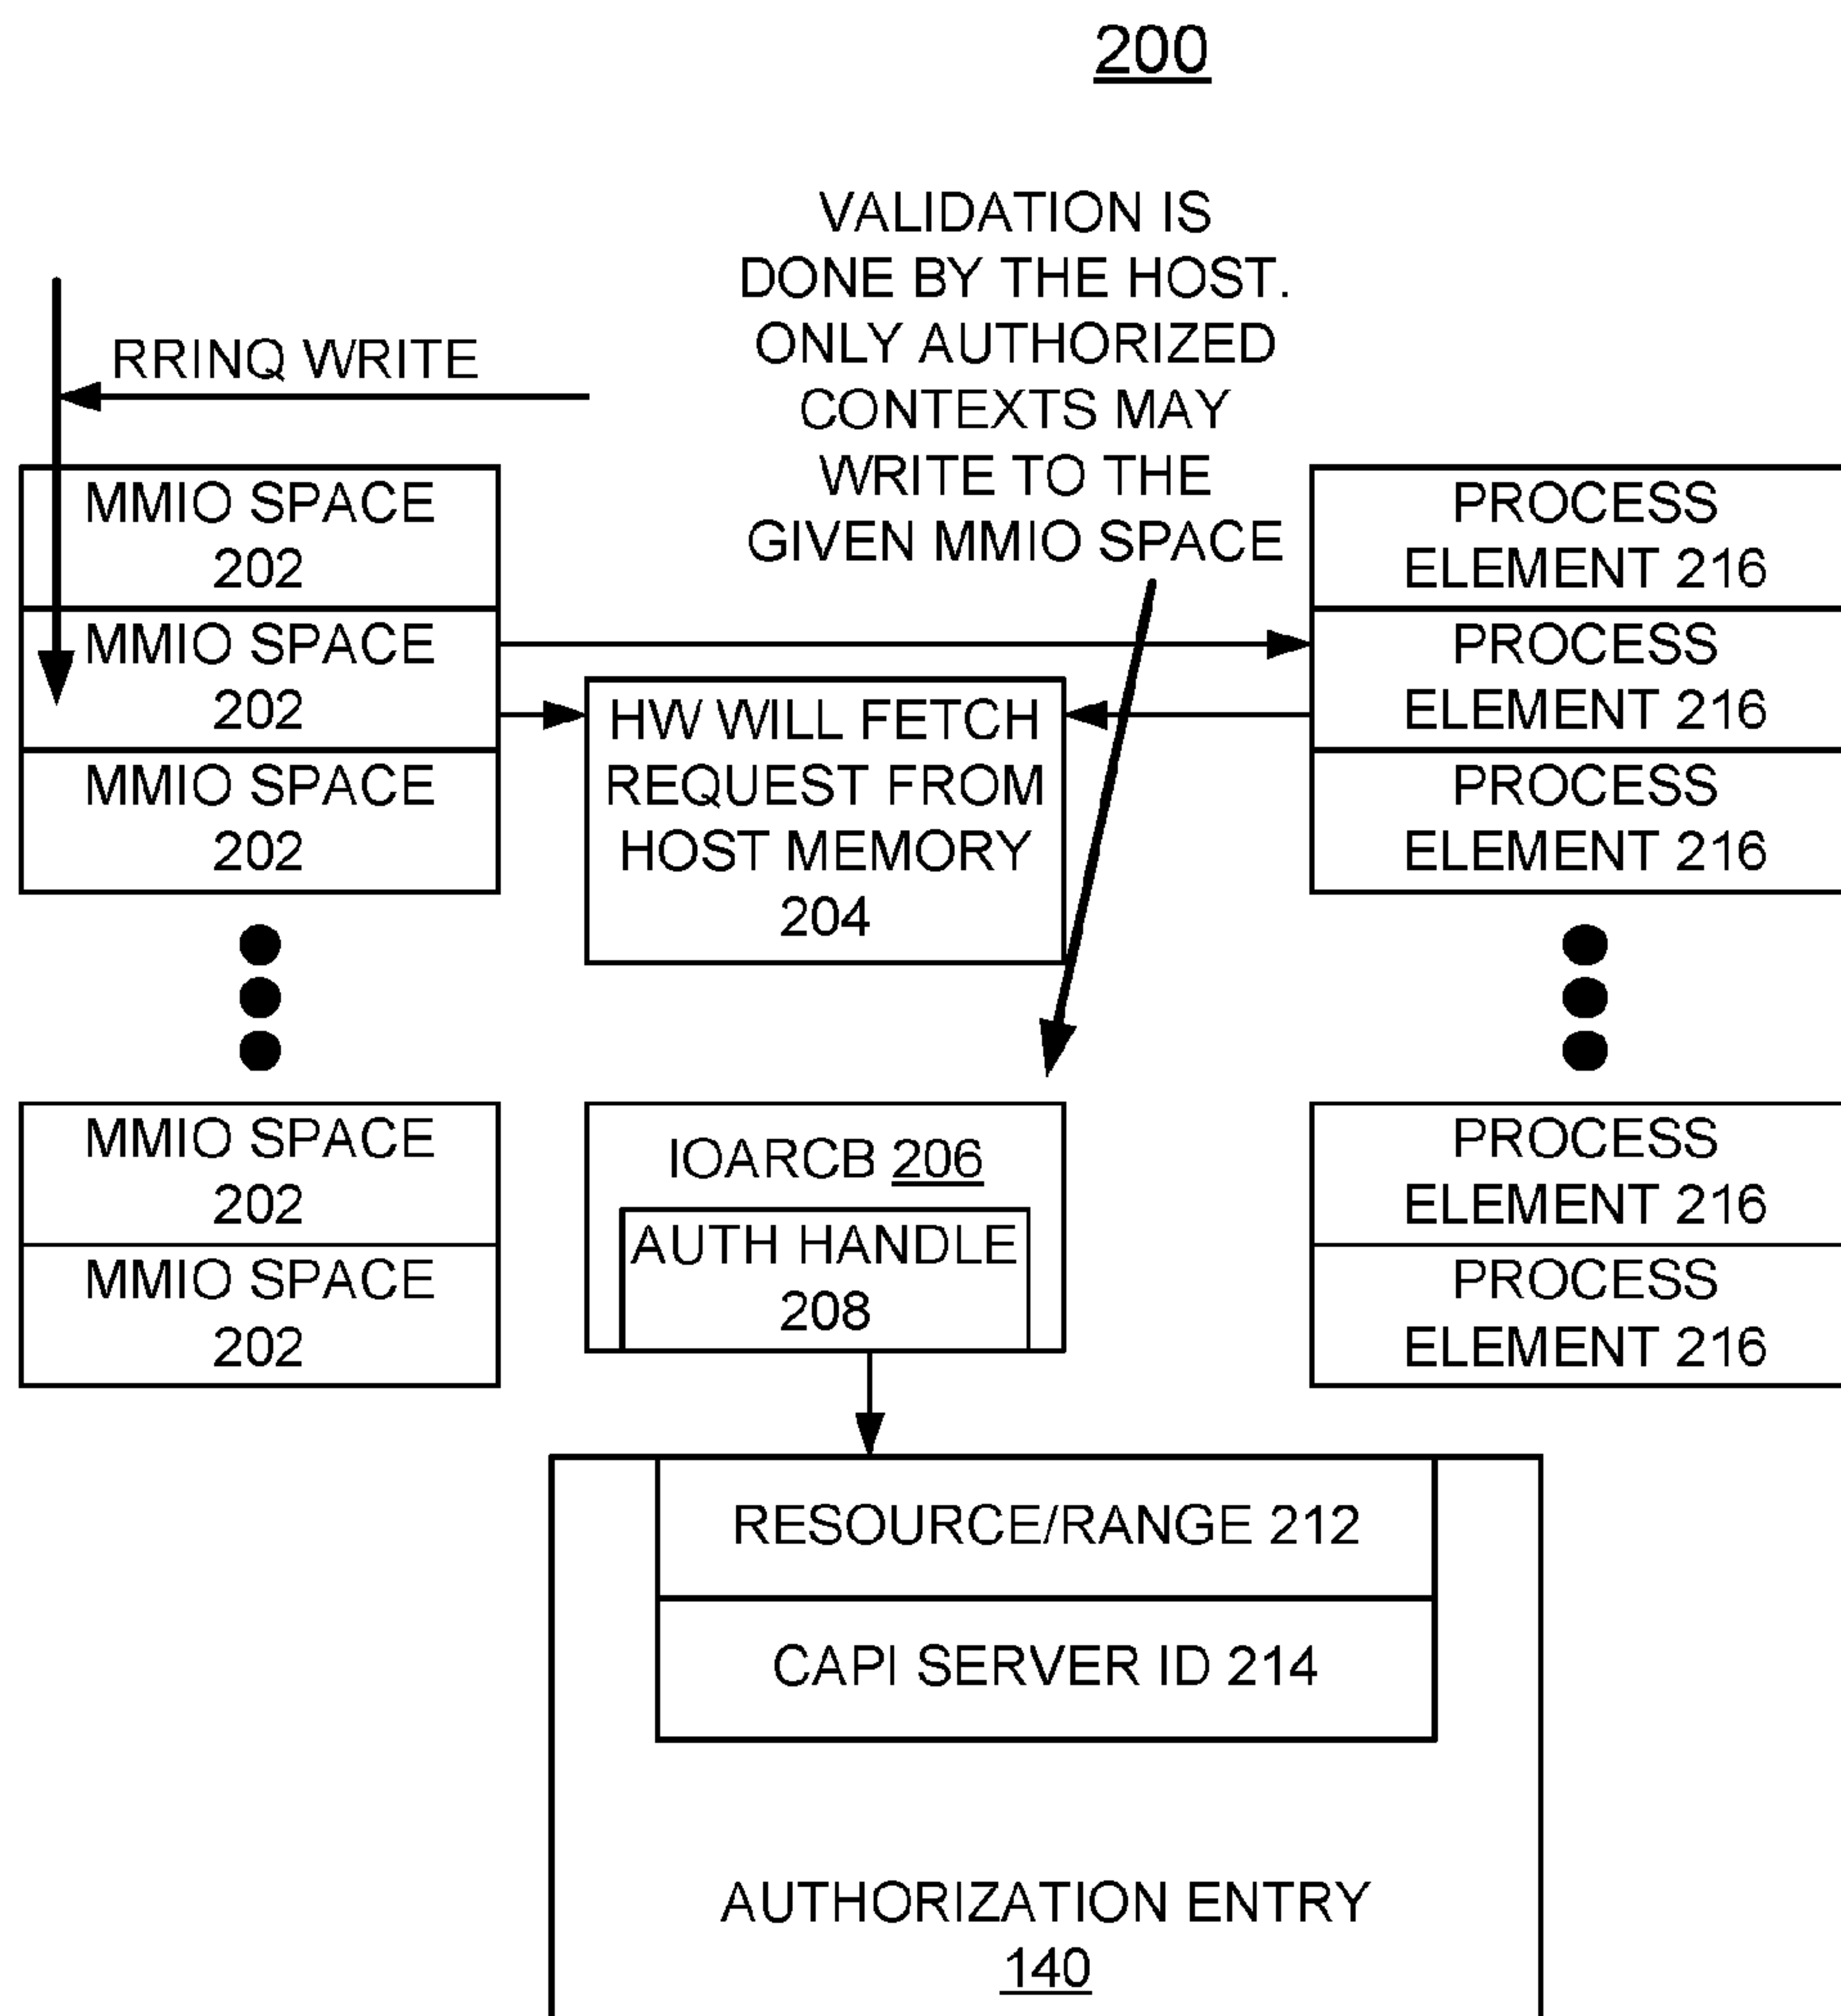 200
VALIDATION IS
DONE BY THE HOST.
ONLY AUTHORIZED
CONTEXTS MAY
WRITE TO THE
GIVEN MMIO SPACE
RRINQ WRITE
MMIO SPACE
202
MMIO SPACE
202
MMIO SPACE
202
MMIO SPACE
202
MMIO SPACE
202
HW WILL FETCH
REQUEST FROM
HOST MEMORY
204
IOARCB 206
AUTH HANDLE
208
PROCESS
ELEMENT 216
PROCESS
ELEMENT 216
PROCESS
ELEMENT 216
PROCESS
ELEMENT 216
PROCESS
ELEMENT 216
RESOURCE/RANGE 212
CAPI SERVER ID 214
AUTHORIZATION ENTRY
140